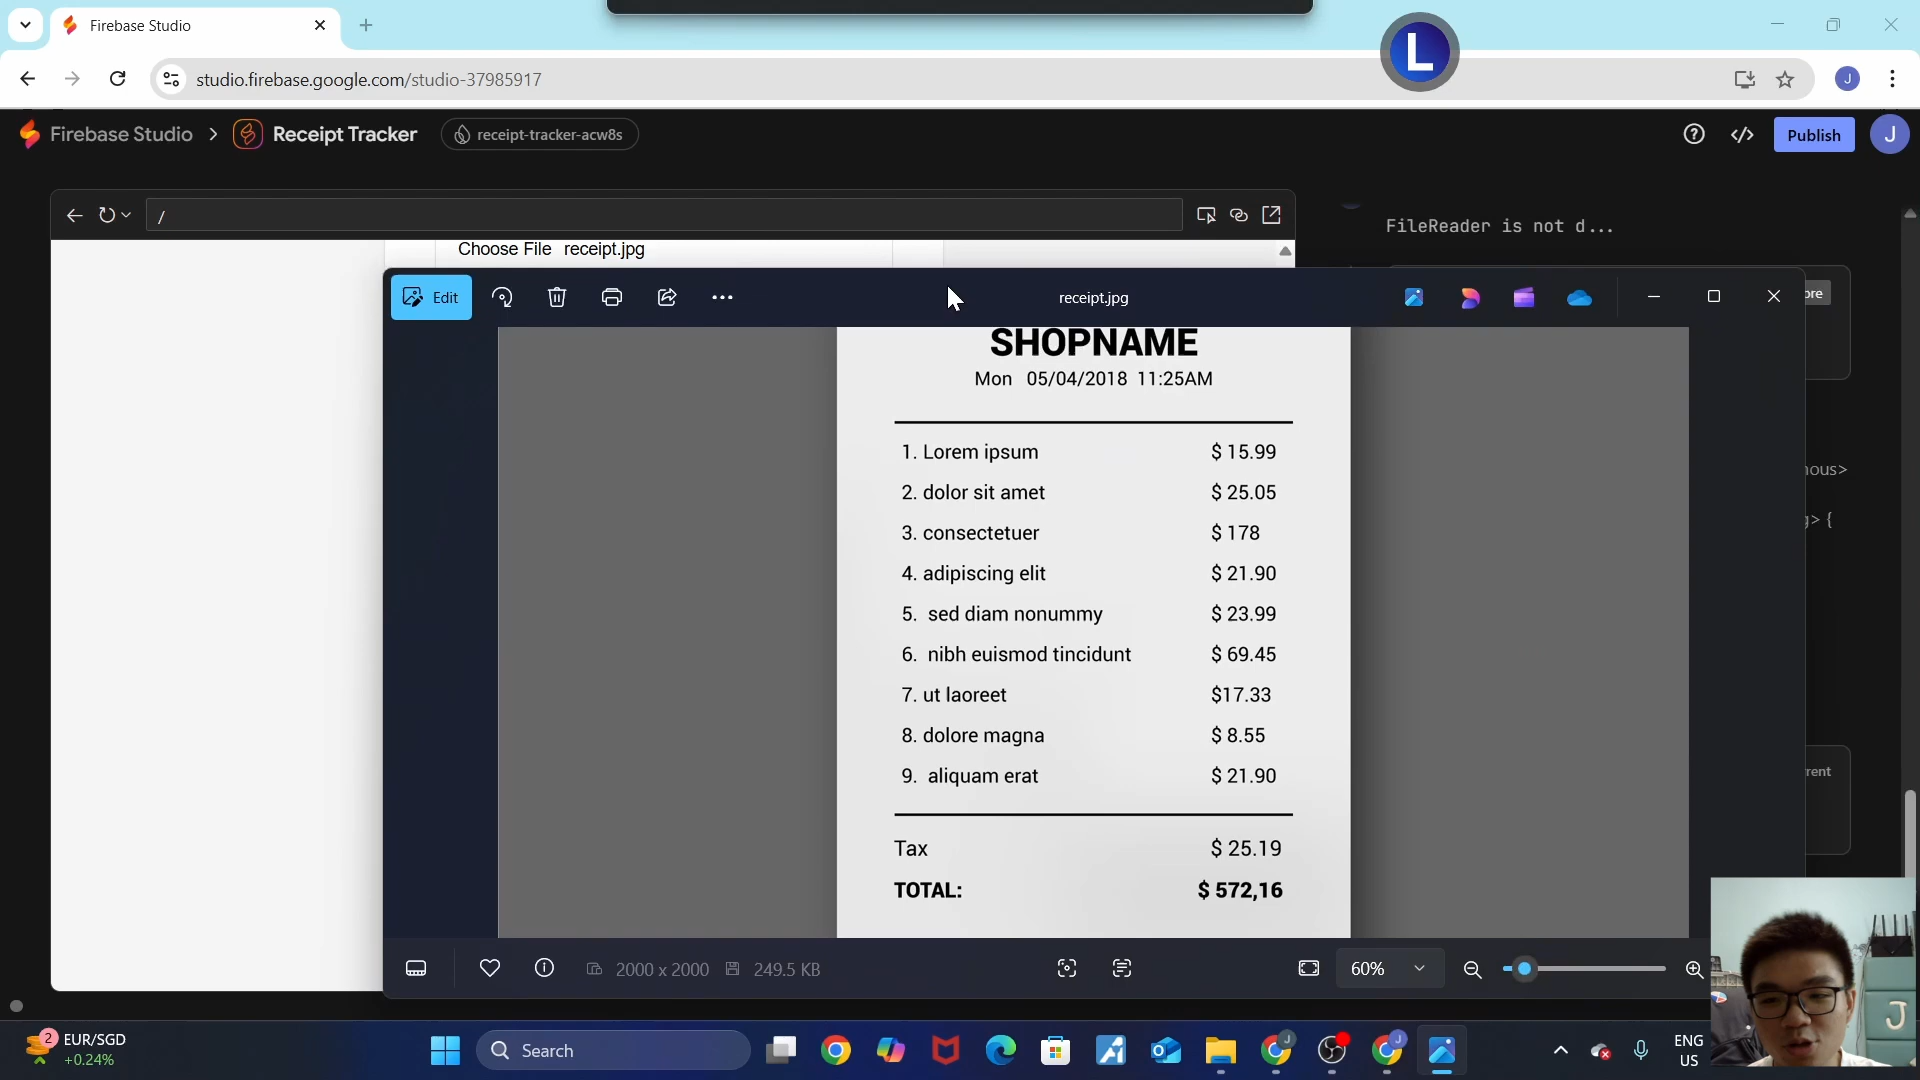 Firebase Studio
L
studio.firebase.google.com/studio-37985917
J
Firebase Studio > Receipt Tracker receipt-tracker-acw8s
</> Publish J
/
FileReader is not d...
Choose File receipt.jpg
Edit
receipt.jpg
ore
SHOPNAME
Mon 05/04/2018 11:25AM
1. Lorem ipsum $ 15.99
2. dolor sit amet $ 25.05
3. consectetuer $ 178
4. adipiscing elit $ 21.90
5. sed diam nonummy $ 23.99
6. nibh euismod tincidunt $ 69.45
7. ut laoreet $17.33
8. dolore magna $ 8.55
9. aliquam erat $ 21.90
Tax $ 25.19
TOTAL: $ 572,16
nous>
g> {
rent
2000 x 2000 249.5 KB
60%
2 EUR/SGD
+0.24%
Search
J
J
ENG
US
J